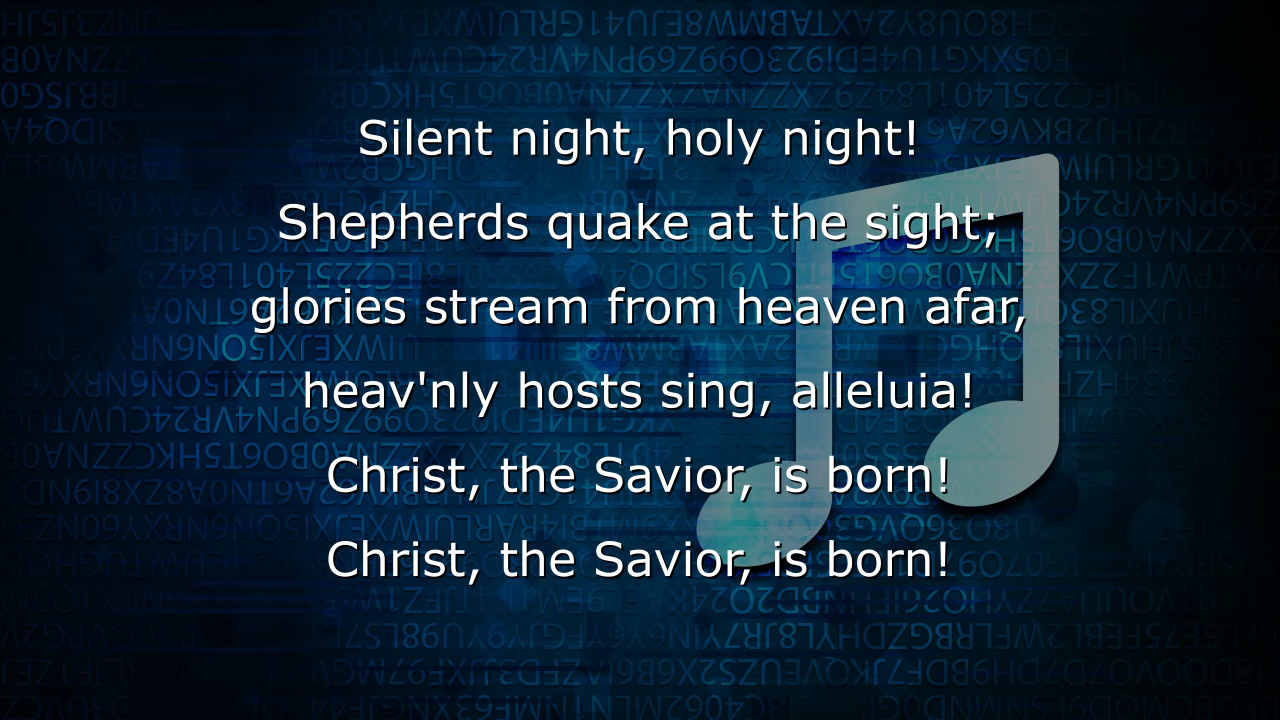 Silent night, holy night!
Shepherds quake at the sight;
glories stream from heaven afar,
heav'nly hosts sing, alleluia!
Christ, the Savior, is born!
Christ, the Savior, is born!